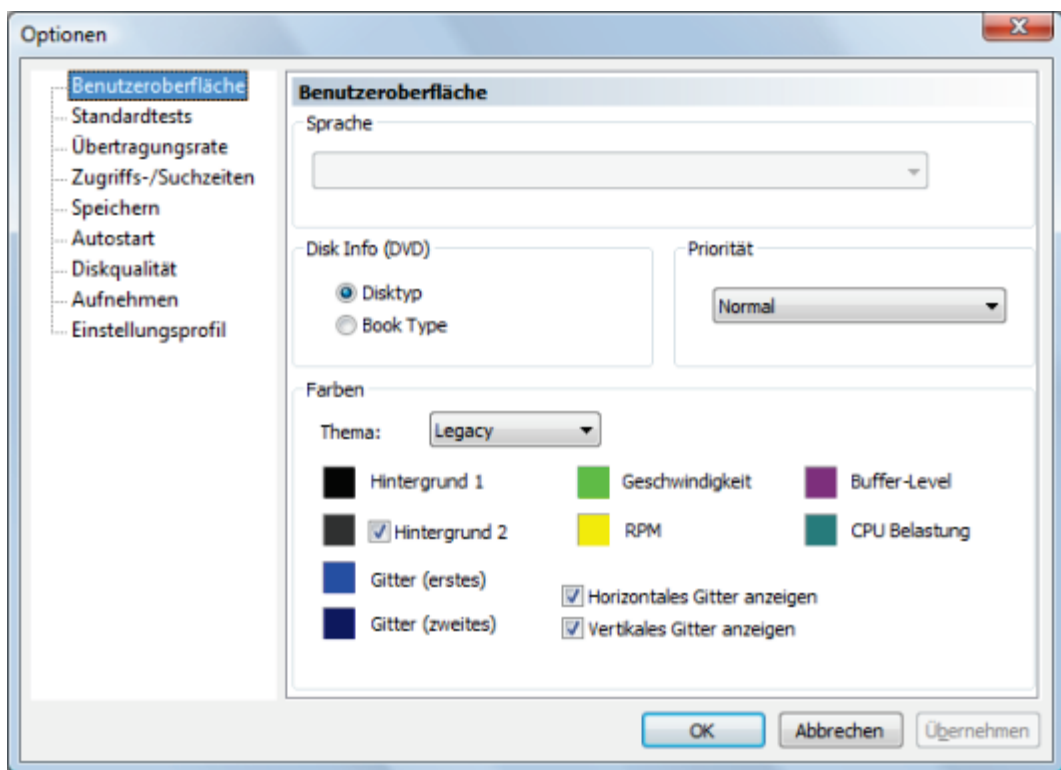 Optionen
Benutzeroberfläche
Standardtests
Übertragungsrate
Zugriffs-/Suchzeiten
Speichern
Autostart
Diskqualität
Aufnehmen
Einstellungsprofil
Benutzeroberfläche
Sprache
Disk Info (DVD)
Disktyp
Book Type
Priorität
Normal
Farben
Thema: Legacy
Hintergrund 1 Geschwindigkeit Buffer-Level
Hintergrund 2 RPM CPU Belastung
Gitter (erstes)
Horizontales Gitter anzeigen
Gitter (zweites)
Vertikales Gitter anzeigen
OK Abbrechen Übernehmen